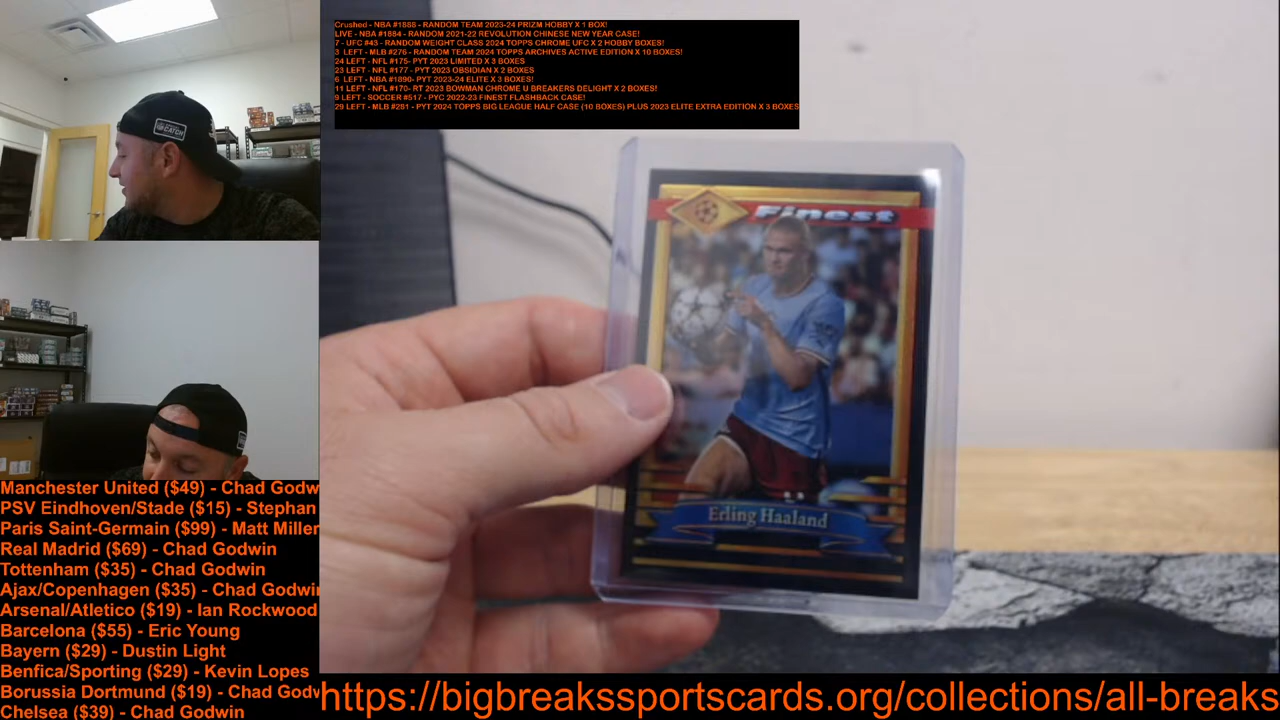 Crushed - NBA #1888 - RANDOM TEAM 2023-24 PRIZM HOBBY X 1 BOX!
LIVE - NBA #1884 - RANDOM 2021-22 REVOLUTION CHINESE NEW YEAR CASE!
7 - UFC #43 - RANDOM WEIGHT CLASS 2024 TOPPS CHROME UFC X 2 HOBBY BOXES!
3 LEFT - MLB #276 - RANDOM TEAM 2024 TOPPS ARCHIVES ACTIVE EDITION X 10 BOXES!
24 LEFT - NFL #175- PYT 2023 LIMITED X 3 BOXES
23 LEFT - NFL #177 - PYT 2023 OBSIDIAN X 2 BOXES
6 LEFT - NBA #1890- PYT 2023-24 ELITE X 3 BOXES!
11 LEFT - NFL #170- RT 2023 BOWMAN CHROME U BREAKERS DELIGHT X 2 BOXES!
9 LEFT - SOCCER #517 - PYC 2022-23 FINEST FLASHBACK CASE!
29 LEFT - MLB #281 - PYT 2024 TOPPS BIG LEAGUE HALF CASE (10 BOXES) PLUS 2023 ELITE EXTRA EDITION X 3 BOXES
CATCH
Finest
Erling Haaland
Manchester United ($49) - Chad Godw
PSV Eindhoven/Stade ($15) - Stephan
Paris Saint-Germain ($99) - Matt Miller
Real Madrid ($69) - Chad Godwin
Tottenham ($35) - Chad Godwin
Ajax/Copenhagen ($35) - Chad Godwi
Arsenal/Atletico ($19) - Ian Rockwood
Barcelona ($55) - Eric Young
Bayern ($29) - Dustin Light
Benfica/Sporting ($29) - Kevin Lopes
Borussia Dortmund ($19) - Chad Godw
Chelsea ($39) - Chad Godwin
https://bigbreakssportscards.org/collections/all-breaks